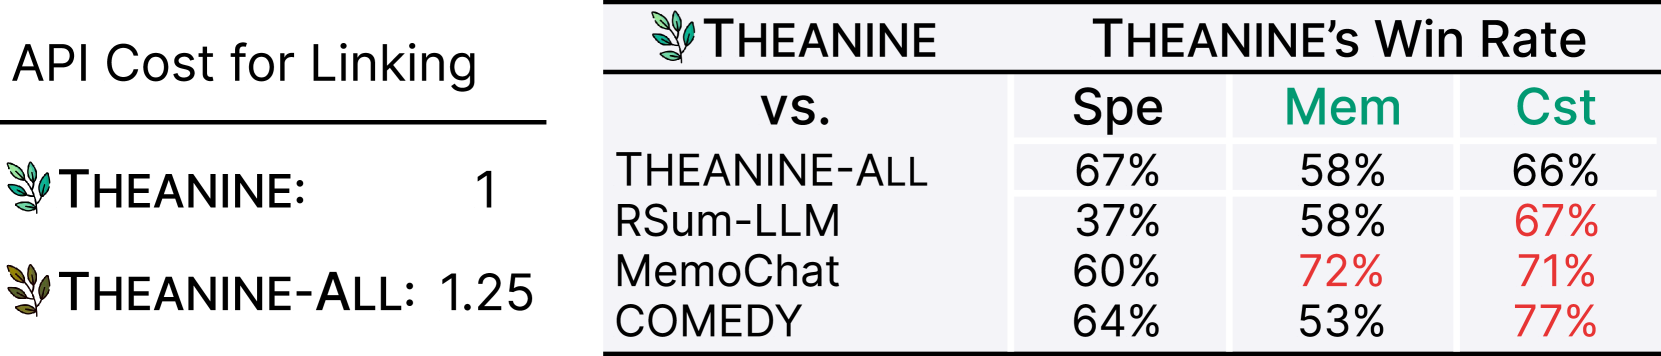 API Cost for Linking
THEANINE: 1
THEANINE-ALL: 1.25
THEANINE THEANINE’s Win Rate
vs. Spe Mem Cst
THEANINE-ALL 67% 58% 66%
RSum-LLM 37% 58% 67%
MemoChat 60% 72% 71%
COMEDY 64% 53% 77%